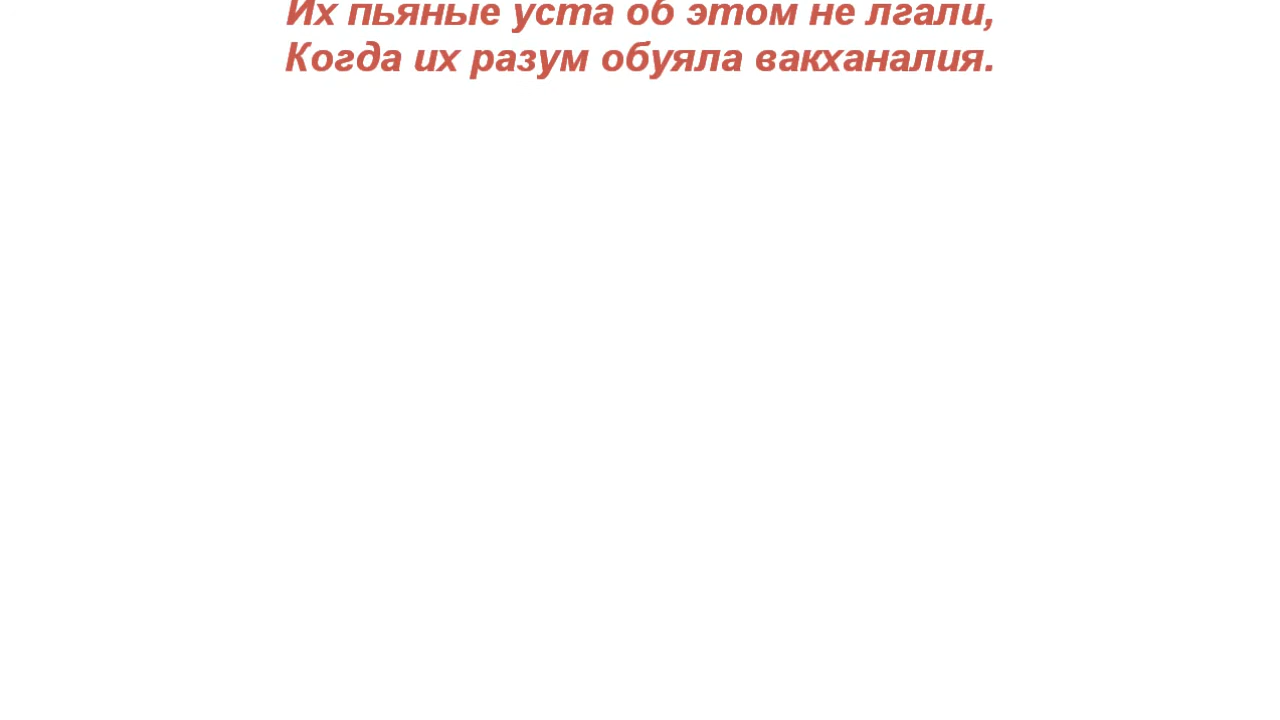 Их пьяные уста об этом не лгали,
Когда их разум обуяла вакханалия.